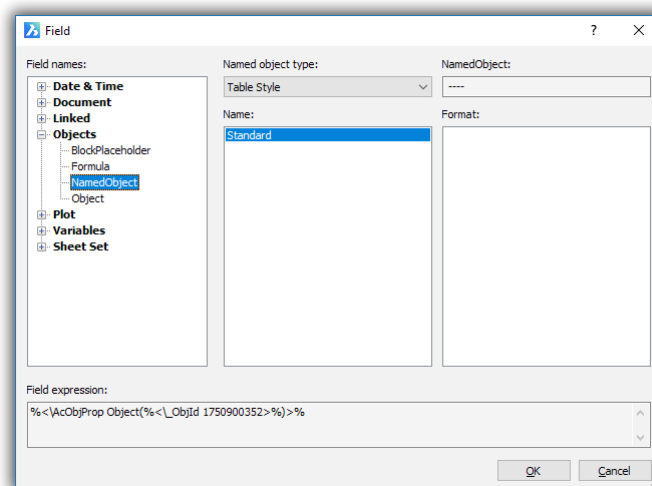 Field
Field names:
Date & Time
Document
Linked
Objects
BlockPlaceholder
Formula
NamedObject
Object
Plot
Variables
Sheet Set
Named object type:
Table Style
Name:
Standard
NamedObject:
----
Format:
Field expression:
%<\AcObjProp Object(%<\_ObjId 1750900352>%)>%
OK
Cancel